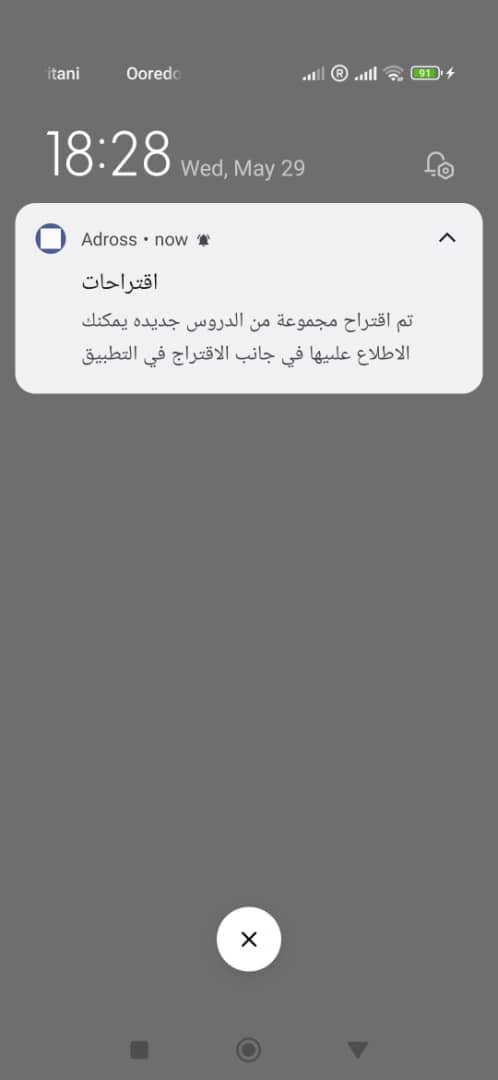 itani Ooredo
R 91
18:28 Wed, May 29
Adross • now
اقتراحات
تم اقتراح مجموعة من الدروس جديده يمكنك
الاطلاع عليها في جانب الاقتراج في التطبيق